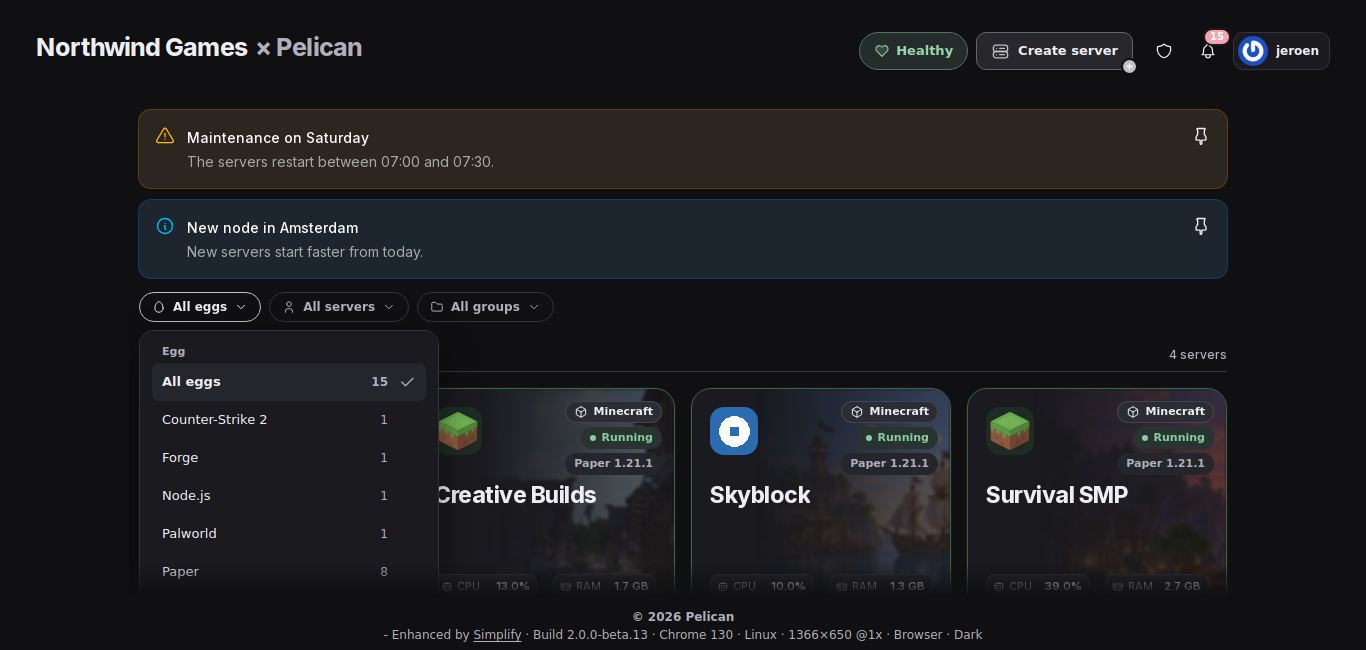 Northwind Games × Pelican
Healthy
Create server
15
jeroen
Maintenance on Saturday
The servers restart between 07:00 and 07:30.
New node in Amsterdam
New servers start faster from today.
All eggs
All servers
All groups
4 servers
Egg
All eggs 15
Counter-Strike 2 1
Forge 1
Node.js 1
Palworld 1
Paper 8
Minecraft
Running
Paper 1.21.1
Creative Builds
CPU 13.0% RAM 1.7 GB
Minecraft
Running
Paper 1.21.1
Skyblock
CPU 10.0% RAM 1.3 GB
Minecraft
Running
Paper 1.21.1
Survival SMP
CPU 39.0% RAM 2.7 GB
© 2026 Pelican
- Enhanced by Simplify · Build 2.0.0-beta.13 · Chrome 130 · Linux · 1366×650 @1x · Browser · Dark